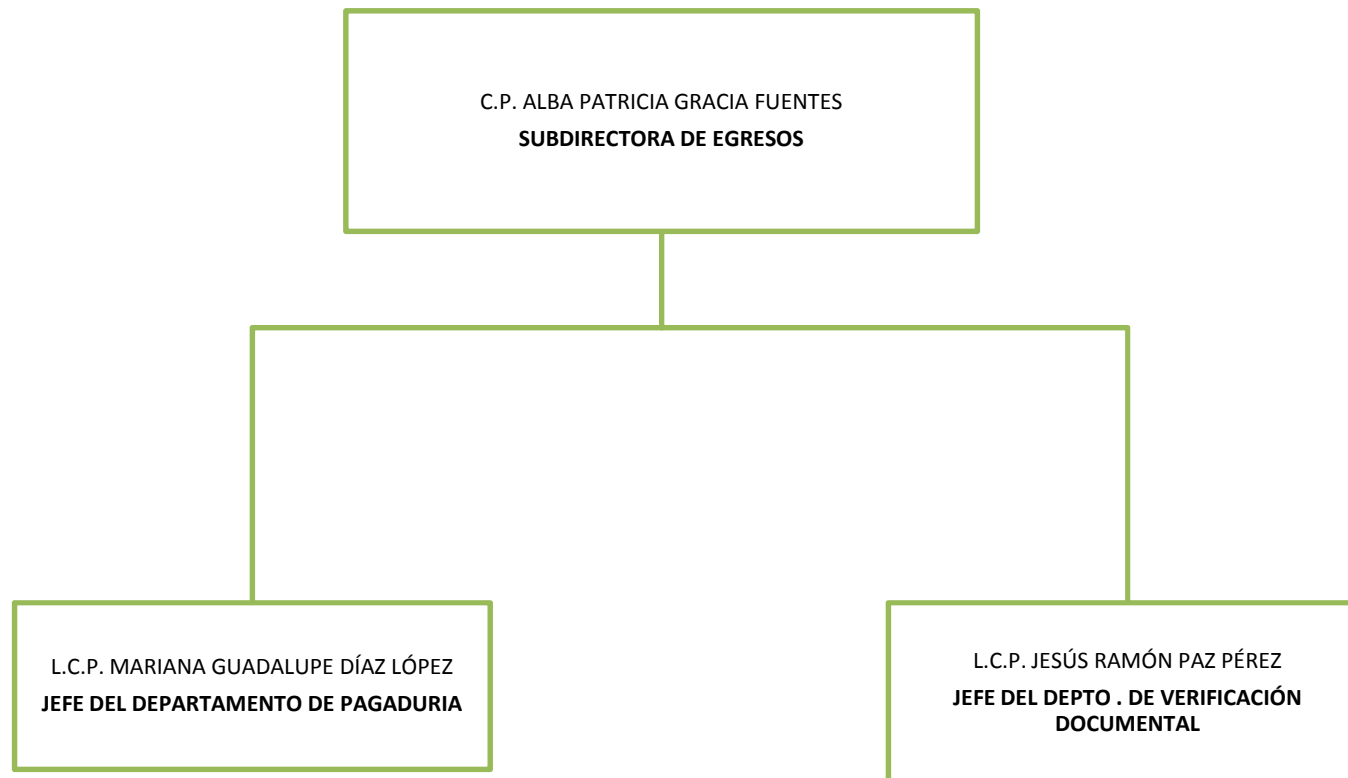 C.P. ALBA PATRICIA GRACIA FUENTES
SUBDIRECTORA DE EGRESOS
L.C.P. MARIANA GUADALUPE DÍAZ LÓPEZ
JEFE DEL DEPARTAMENTO DE PAGADURIA
L.C.P. JESÚS RAMÓN PAZ PÉREZ
JEFE DEL DEPTO . DE VERIFICACIÓN
DOCUMENTAL